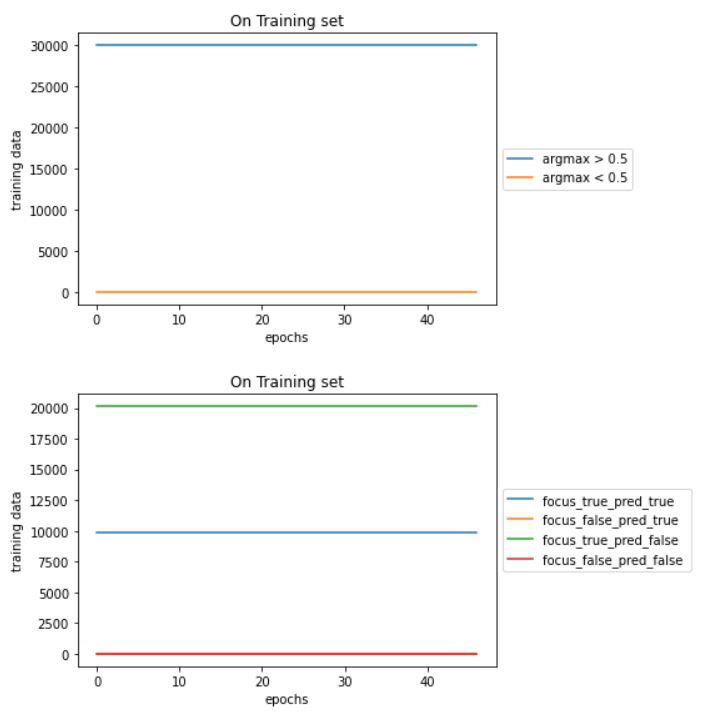 On Training set
30000
25000
20000
15000
10000
5000
0
training data
0 10 20 30 40
epochs
argmax > 0.5
argmax < 0.5
On Training set
20000
17500
15000
12500
10000
7500
5000
2500
0
training data
0 10 20 30 40
epochs
focus_true_pred_true
focus_false_pred_true
focus_true_pred_false
focus_false_pred_false